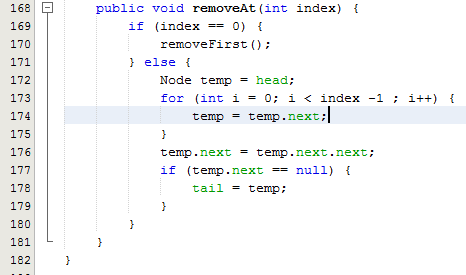 168 public void removeAt(int index) {
169 if (index == 0) {
170 removeFirst();
171 } else {
172 Node temp = head;
173 for (int i = 0; i < index -1 ; i++) {
174 temp = temp.next;
175 }
176 temp.next = temp.next.next;
177 if (temp.next == null) {
178 tail = temp;
179 }
180 }
181 }
182 }